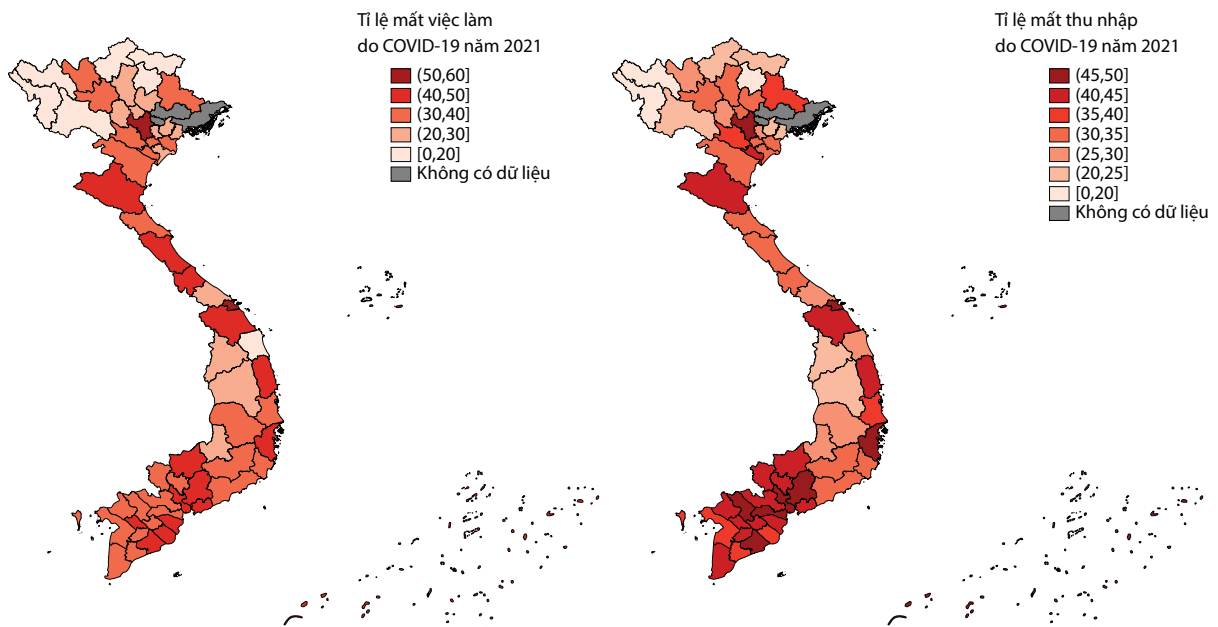 Tỉ lệ mất việc làm
do COVID-19 năm 2021
(50,60]
(40,50]
(30,40]
(20,30]
[0,20]
Không có dữ liệu
Tỉ lệ mất thu nhập
do COVID-19 năm 2021
(45,50]
(40,45]
(35,40]
(30,35]
(25,30]
(20,25]
[0,20]
Không có dữ liệu